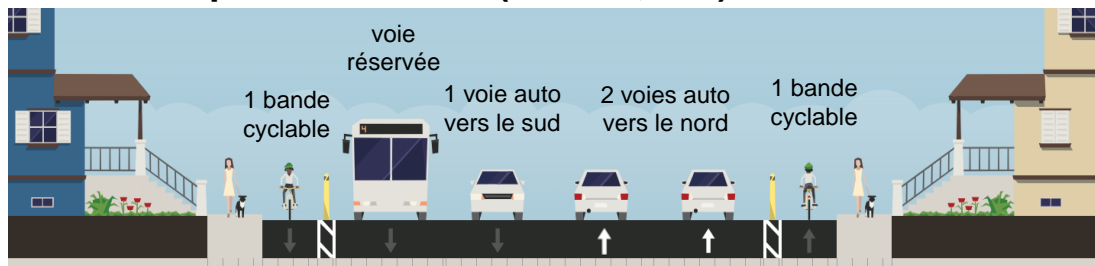 voie
réservée
1 bande
cyclable
1 voie auto
vers le sud
2 voies auto
vers le nord
1 bande
cyclable
4